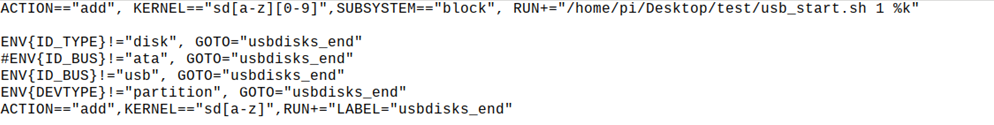 ACTION=="add", KERNEL=="sd[a-z][0-9]",SUBSYSTEM=="block", RUN+="/home/pi/Desktop/test/usb_start.sh 1 %k"
ENV{ID_TYPE}!="disk", GOTO="usbdisks_end"
#ENV{ID_BUS}!="ata", GOTO="usbdisks_end"
ENV{ID_BUS}!="usb", GOTO="usbdisks_end"
ENV{DEVTYPE}!="partition", GOTO="usbdisks_end"
ACTION=="add",KERNEL=="sd[a-z]",RUN+="LABEL="usbdisks_end"